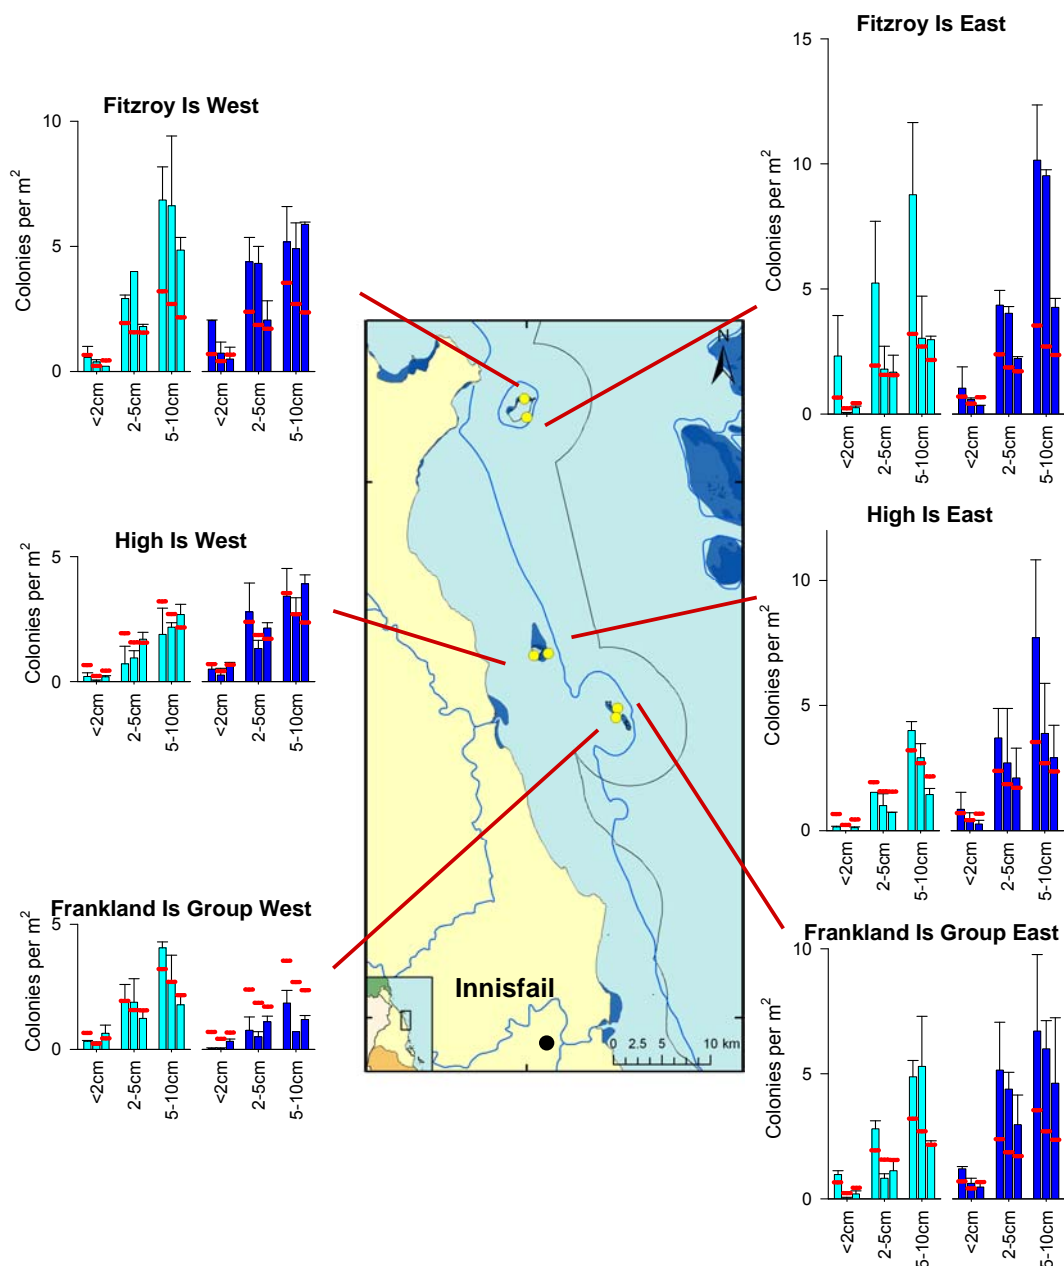 Fitzroy Is East
15
10
5
0
Colonies per m²
<2cm
2-5cm
5-10cm
<2cm
2-5cm
5-10cm
Fitzroy Is West
10
5
0
Colonies per m²
<2cm
2-5cm
5-10cm
<2cm
2-5cm
5-10cm
N
High Is West
5
0
Colonies per m²
<2cm
2-5cm
5-10cm
<2cm
2-5cm
5-10cm
High Is East
10
5
0
Colonies per m²
<2cm
2-5cm
5-10cm
<2cm
2-5cm
5-10cm
Frankland Is Group West
5
0
Colonies per m²
<2cm
2-5cm
5-10cm
<2cm
2-5cm
5-10cm
Innisfail
0 2.5 5 10 km
Frankland Is Group East
10
5
0
Colonies per m²
<2cm
2-5cm
5-10cm
<2cm
2-5cm
5-10cm